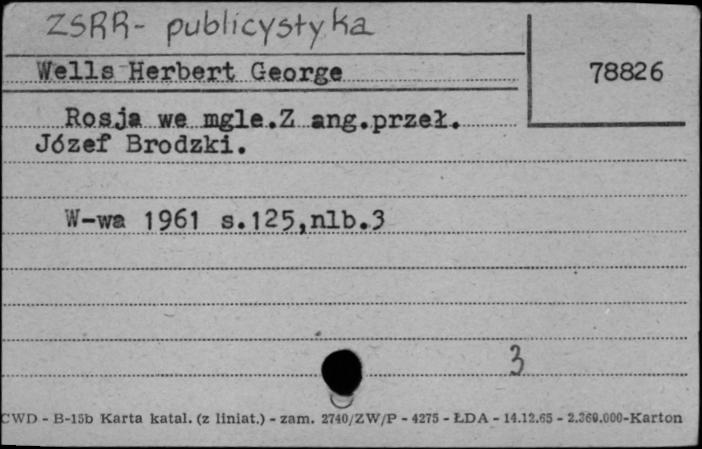 ZSRR- publicystyka
Wells Herbert George
78826
Rosja we mgle.Z ang.przeł.
Józef Brodzki.
W-wa 1961 s.125,nlb.3
3
CWD - B-15b Karta katal. (z liniat.) - zam. 2740/ZW/P - 4275 - ŁDA - 14.12.65 - 2.360.000-Karton